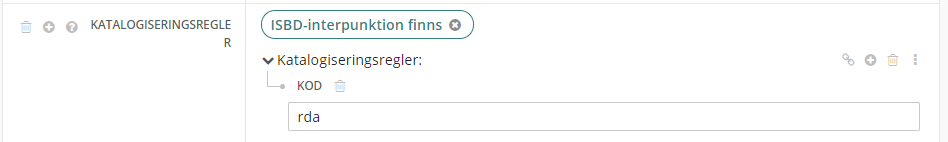 KATALOGISERINGSREGLE
R
ISBD-interpunktion finns
Katalogiseringsregler:
KOD
rda